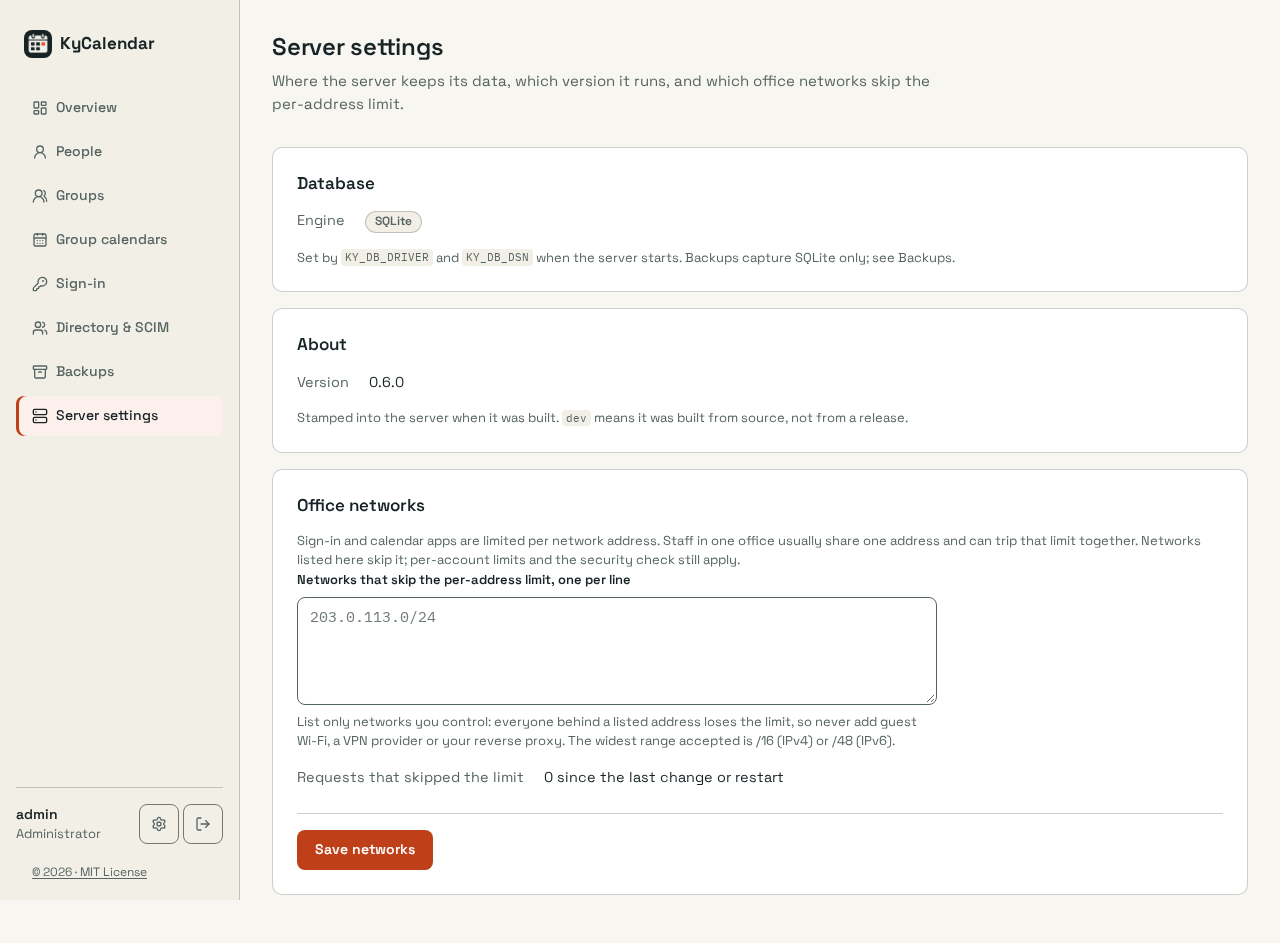 KyCalendar
Overview
People
Groups
Group calendars
Sign-in
Directory & SCIM
Backups
Server settings
admin
Administrator
© 2026 · MIT License
Server settings
Where the server keeps its data, which version it runs, and which office networks skip the
per-address limit.
Database
Engine SQLite
Set by KY_DB_DRIVER and KY_DB_DSN when the server starts. Backups capture SQLite only; see Backups.
About
Version 0.6.0
Stamped into the server when it was built. dev means it was built from source, not from a release.
Office networks
Sign-in and calendar apps are limited per network address. Staff in one office usually share one address and can trip that limit together. Networks
listed here skip it; per-account limits and the security check still apply.
Networks that skip the per-address limit, one per line
203.0.113.0/24
List only networks you control: everyone behind a listed address loses the limit, so never add guest
Wi-Fi, a VPN provider or your reverse proxy. The widest range accepted is /16 (IPv4) or /48 (IPv6).
Requests that skipped the limit 0 since the last change or restart
Save networks